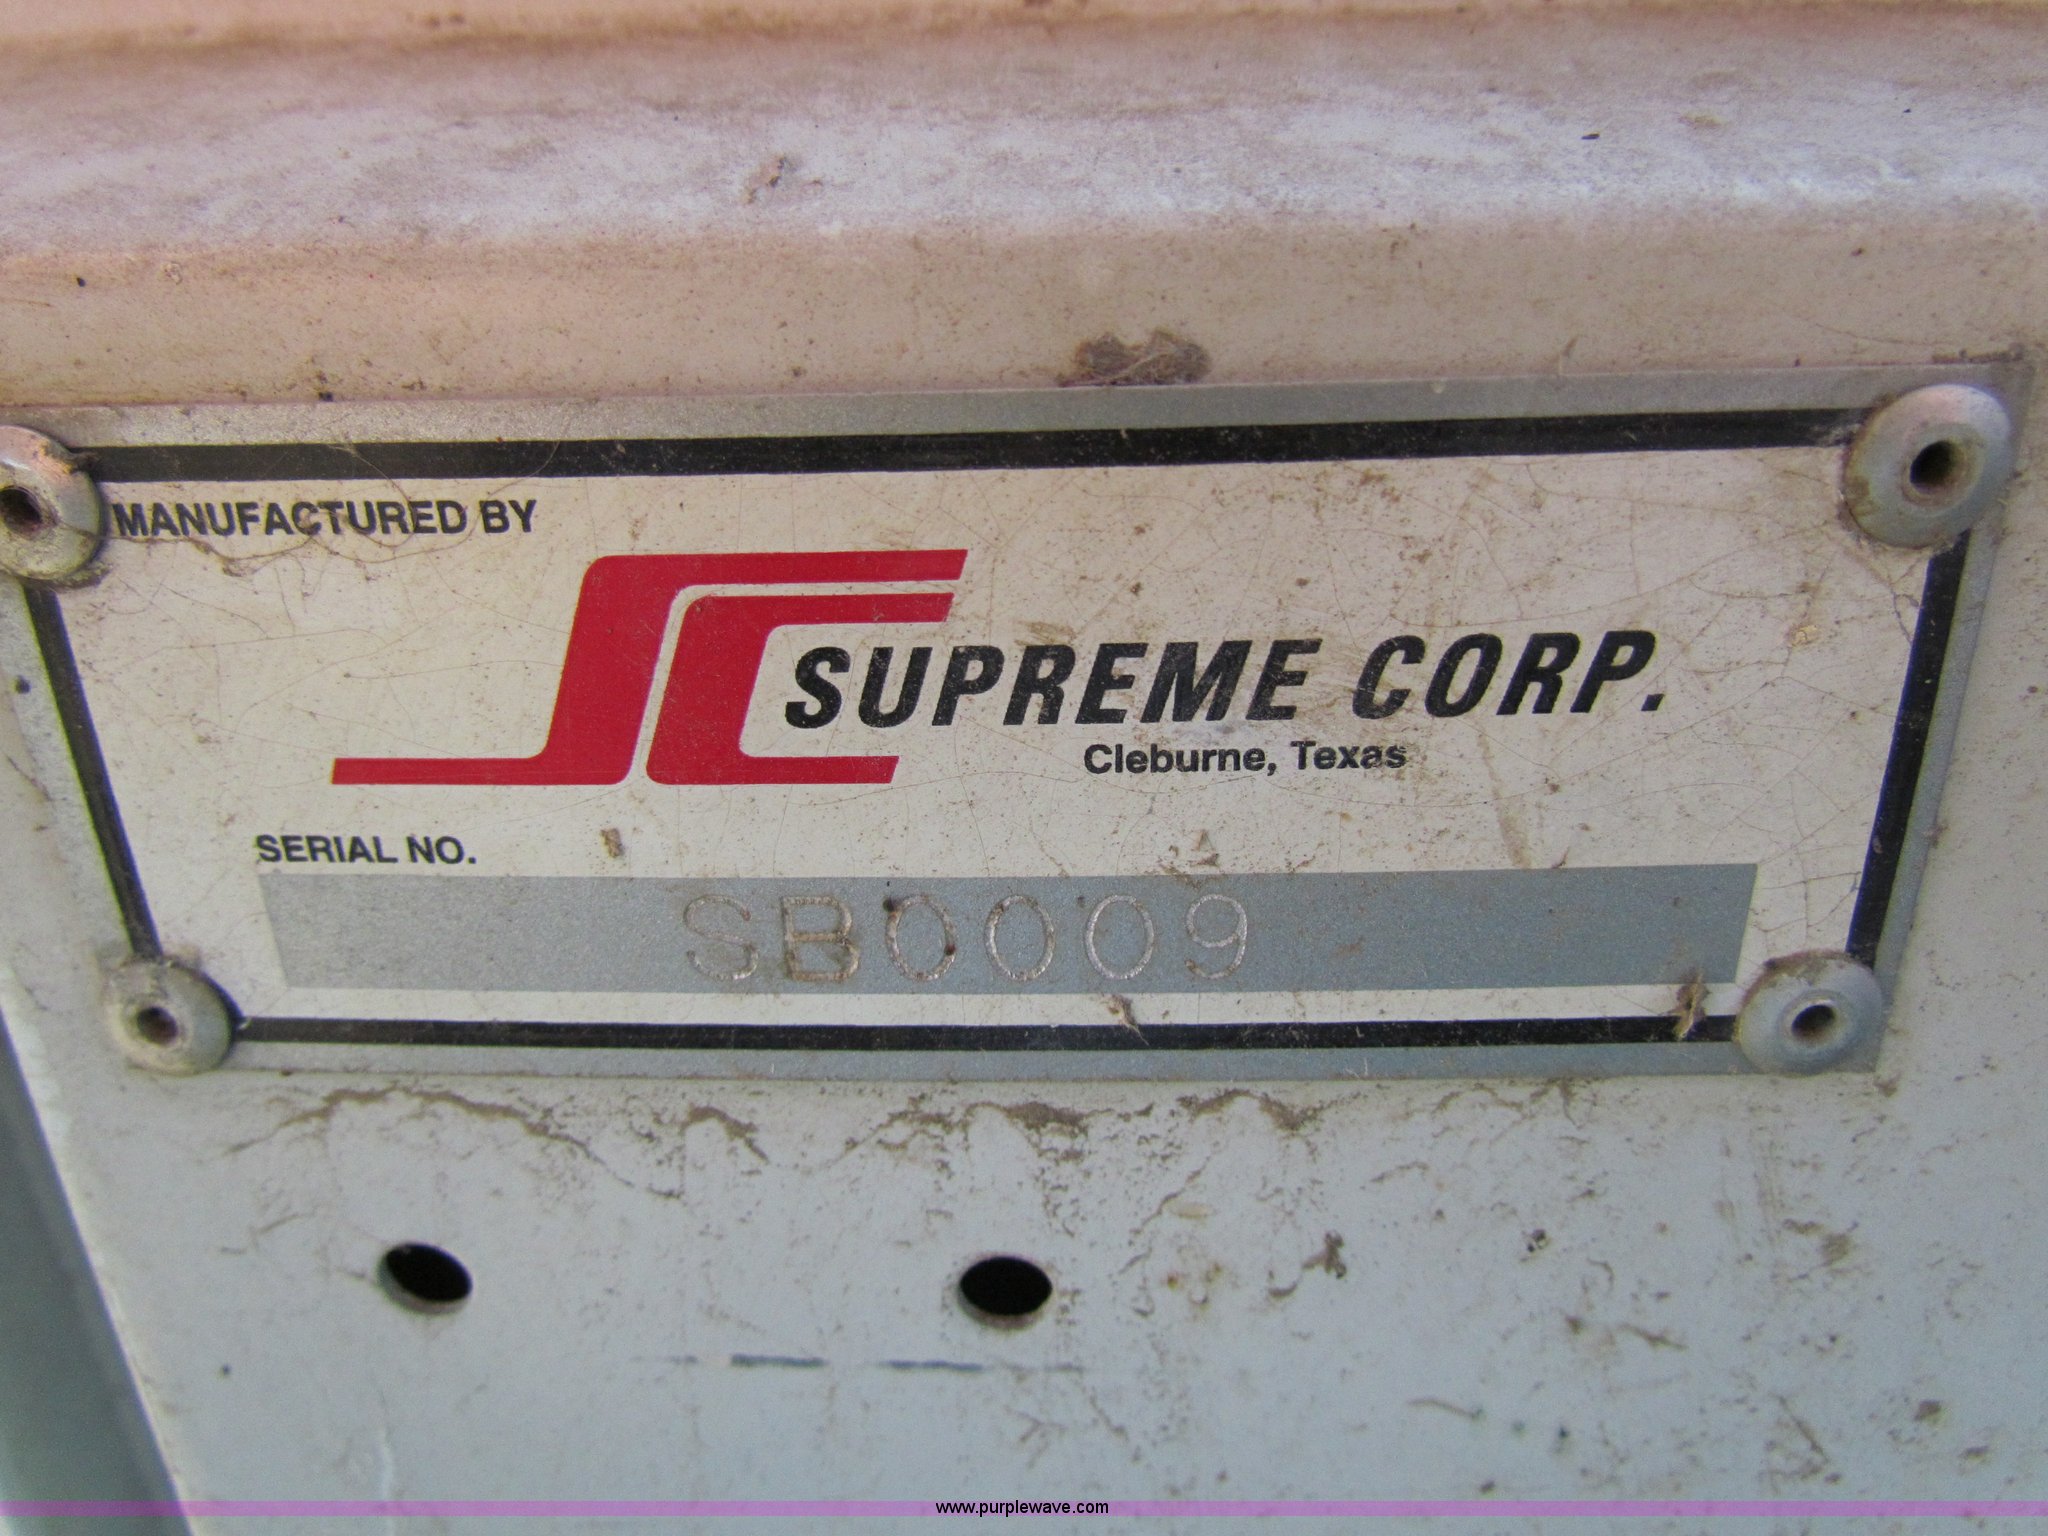 MANUFACTURED BY
SC
SUPREME CORP.
Cleburne, Texas
SERIAL NO.
SB0009
www.purplewave.com